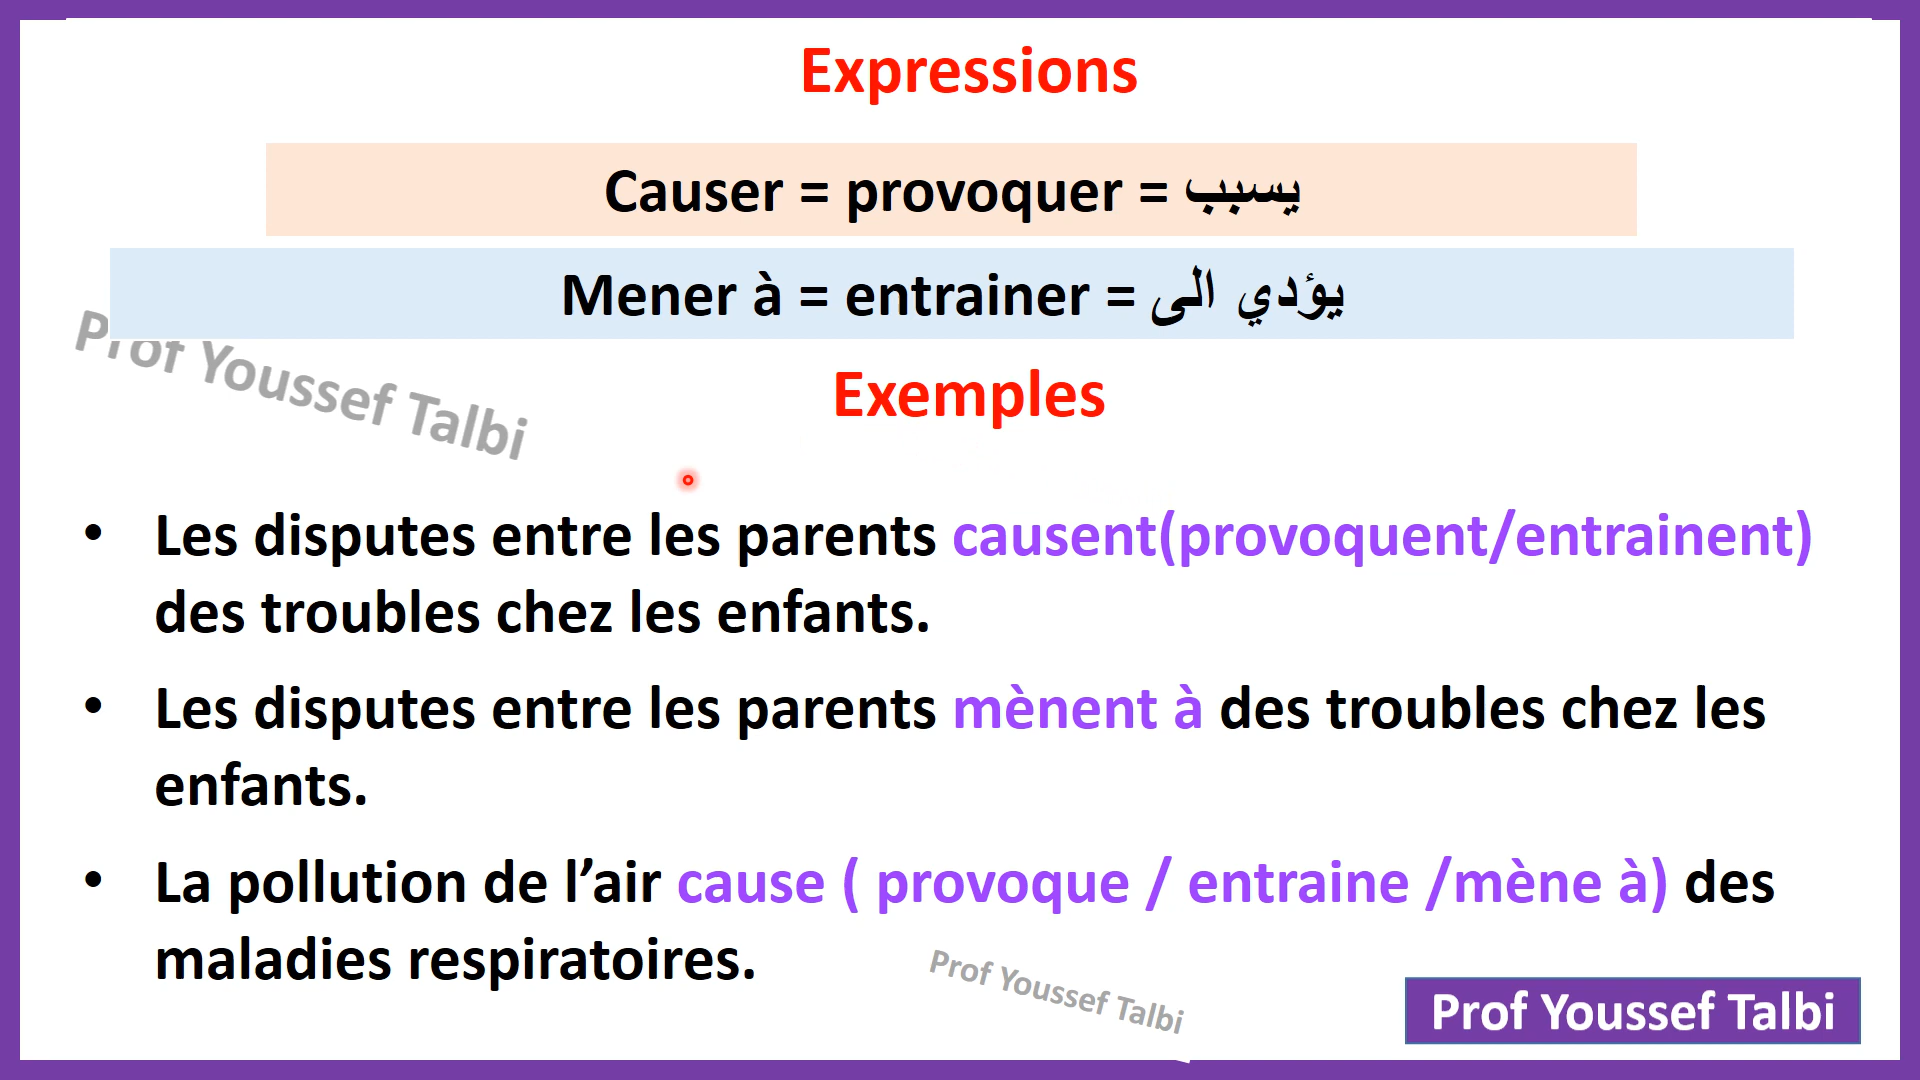 Expressions
Causer = provoquer = يسبب
Mener à = entrainer = يؤدي الى
Prof Youssef Talbi
Exemples
• Les disputes entre les parents causent(provoquent/entrainent)
des troubles chez les enfants.
• Les disputes entre les parents mènent à des troubles chez les
enfants.
• La pollution de l’air cause ( provoque / entraine /mène à) des
maladies respiratoires.
Prof Youssef Talbi
Prof Youssef Talbi